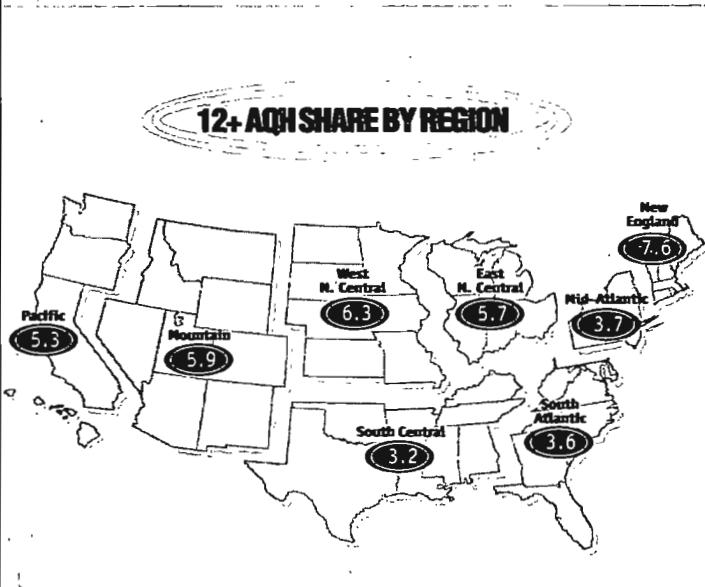 12+ AQH SHARE BY REGION
New
England
7.6
West
N. Central
6.3
East
N. Central
5.7
Mid-Atlantic
3.7
Pacific
5.3
Mountain
5.9
South
Atlantic
3.6
South Central
3.2